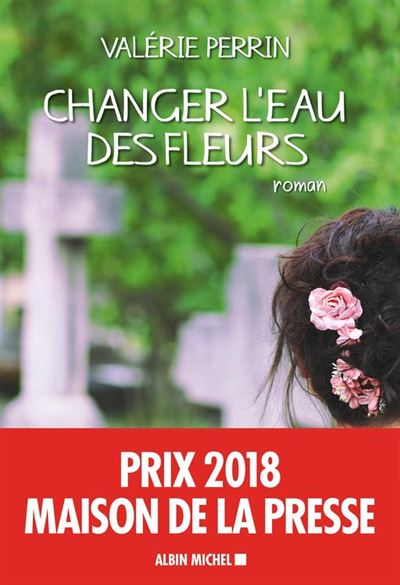 VALÉRIE PERRIN
CHANGER L'EAU
DES FLEURS
roman
PRIX 2018
MAISON DE LA PRESSE
ALBIN MICHEL